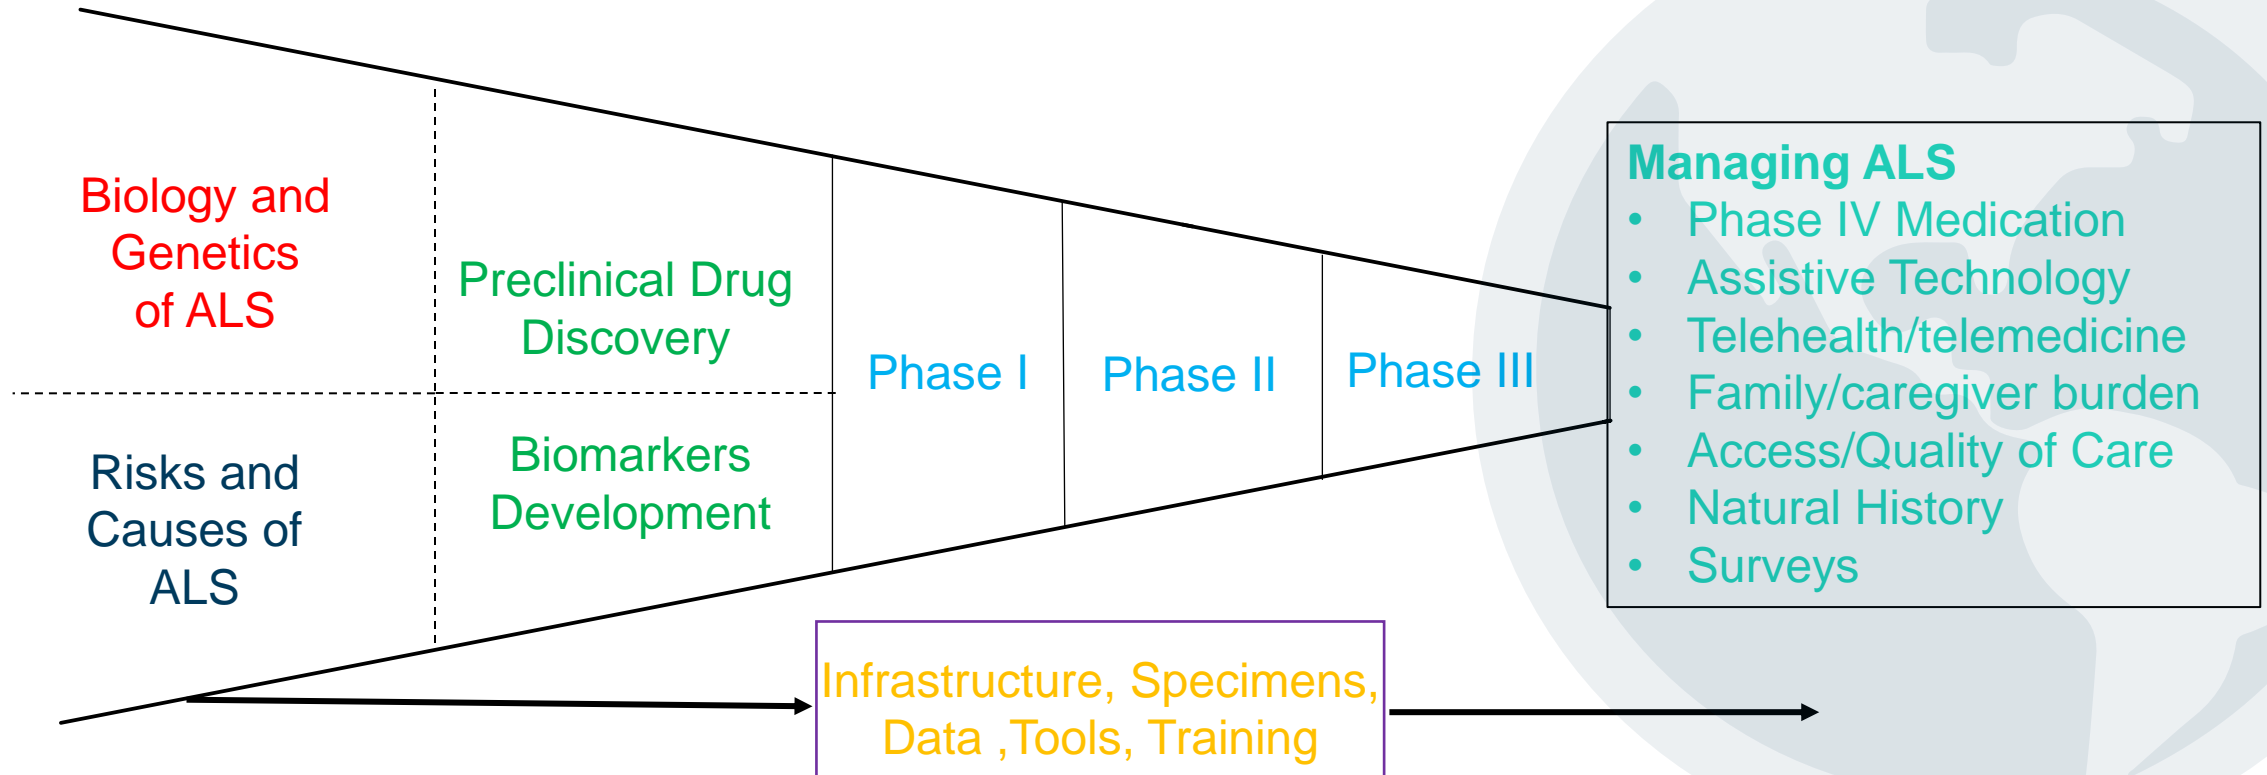 Biology and
Genetics
of ALS
Risks and
Causes of
ALS
Preclinical Drug
Discovery
Biomarkers
Development
Phase I
Phase II
Phase III
Managing ALS
• Phase IV Medication
• Assistive Technology
• Telehealth/telemedicine
• Family/caregiver burden
• Access/Quality of Care
• Natural History
• Surveys
Infrastructure, Specimens,
Data ,Tools, Training